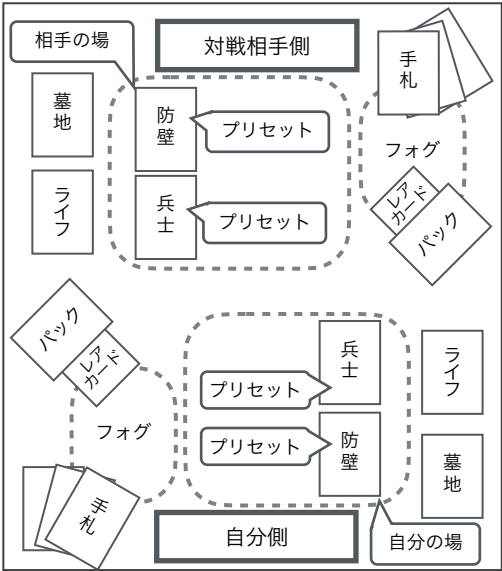 相手の場
対戦相手側
手札
墓地
防壁
プリセット
フォグ
ライフ
兵士
プリセット
レアカード
パック
パック
レアカード
兵士
ライフ
プリセット
フォグ
プリセット
防壁
墓地
手札
自分側
自分の場